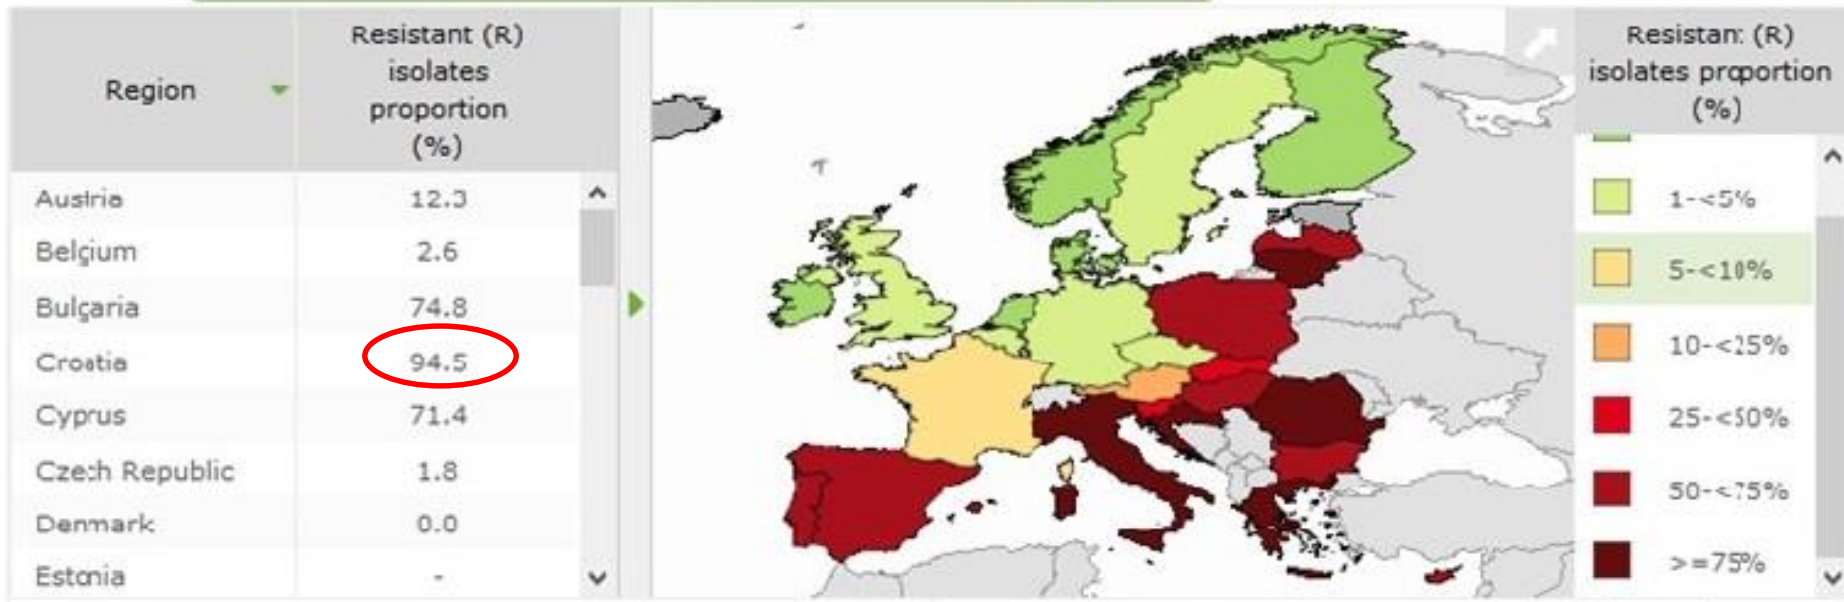 Region
Resistant (R)
isolates
proportion
(%)
Austria
12.3
Belgium
2.6
Bulgaria
74.8
Croatia
94.5
Cyprus
71.4
Czech Republic
1.8
Denmark
0.0
Estonia
-
Resistant (R)
isolates proportion
(%)
1-<5%
5-<10%
10-<25%
25-<50%
50-<75%
>=75%